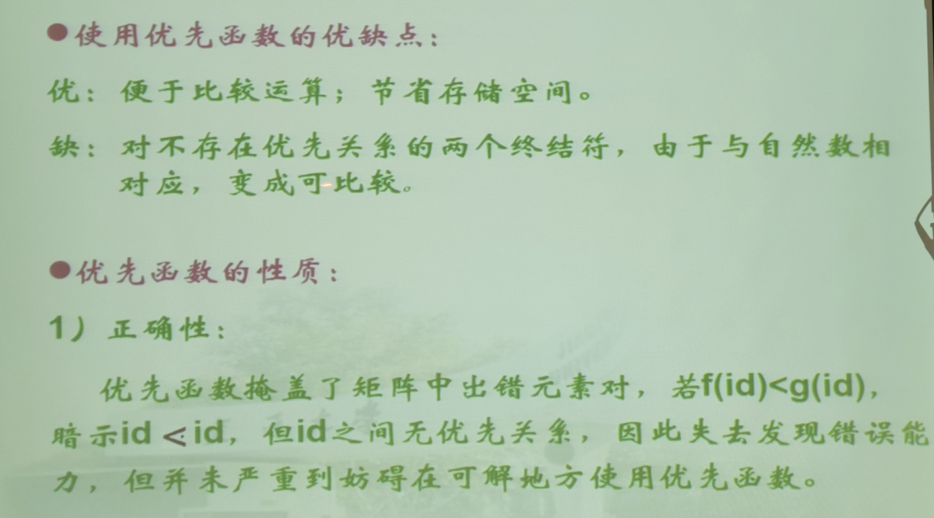 ●使用优先函数的优缺点：
优：便于比较运算；节省存储空间。
缺：对不存在优先关系的两个终结符，由于与自然数相
对应，变成可比较。
●优先函数的性质：
1）正确性：
优先函数掩盖了矩阵中出错元素对，若f(id)<g(id)，
暗示id ⋖ id，但id之间无优先关系，因此失去发现错误能
力，但并未严重到妨碍在可解地方使用优先函数。